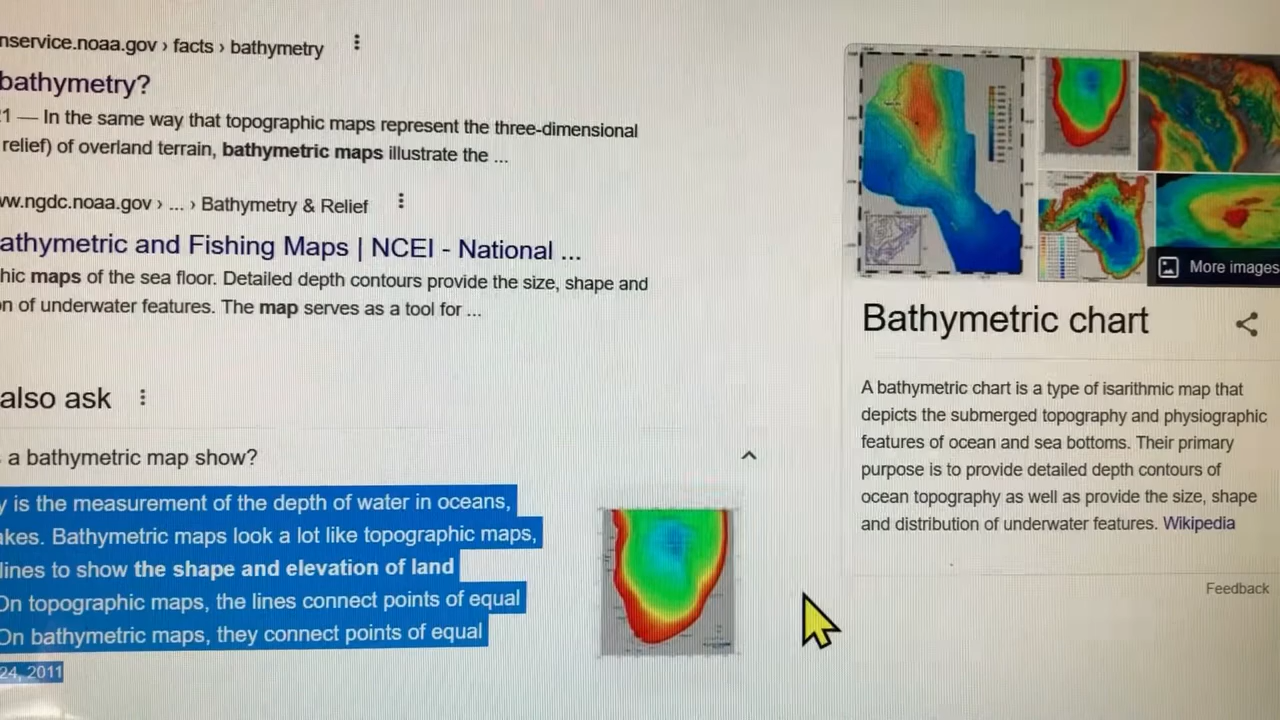 nservice.noaa.gov › facts › bathymetry
bathymetry?
1 — In the same way that topographic maps represent the three-dimensional
relief) of overland terrain, bathymetric maps illustrate the ...
ww.ngdc.noaa.gov › ... › Bathymetry & Relief
athymetric and Fishing Maps | NCEI - National ...
hic maps of the sea floor. Detailed depth contours provide the size, shape and
n of underwater features. The map serves as a tool for ...
also ask
a bathymetric map show?
y is the measurement of the depth of water in oceans,
akes. Bathymetric maps look a lot like topographic maps,
lines to show the shape and elevation of land
On topographic maps, the lines connect points of equal
On bathymetric maps, they connect points of equal
24, 2011
More images
Bathymetric chart
A bathymetric chart is a type of isarithmic map that
depicts the submerged topography and physiographic
features of ocean and sea bottoms. Their primary
purpose is to provide detailed depth contours of
ocean topography as well as provide the size, shape
and distribution of underwater features. Wikipedia
Feedback